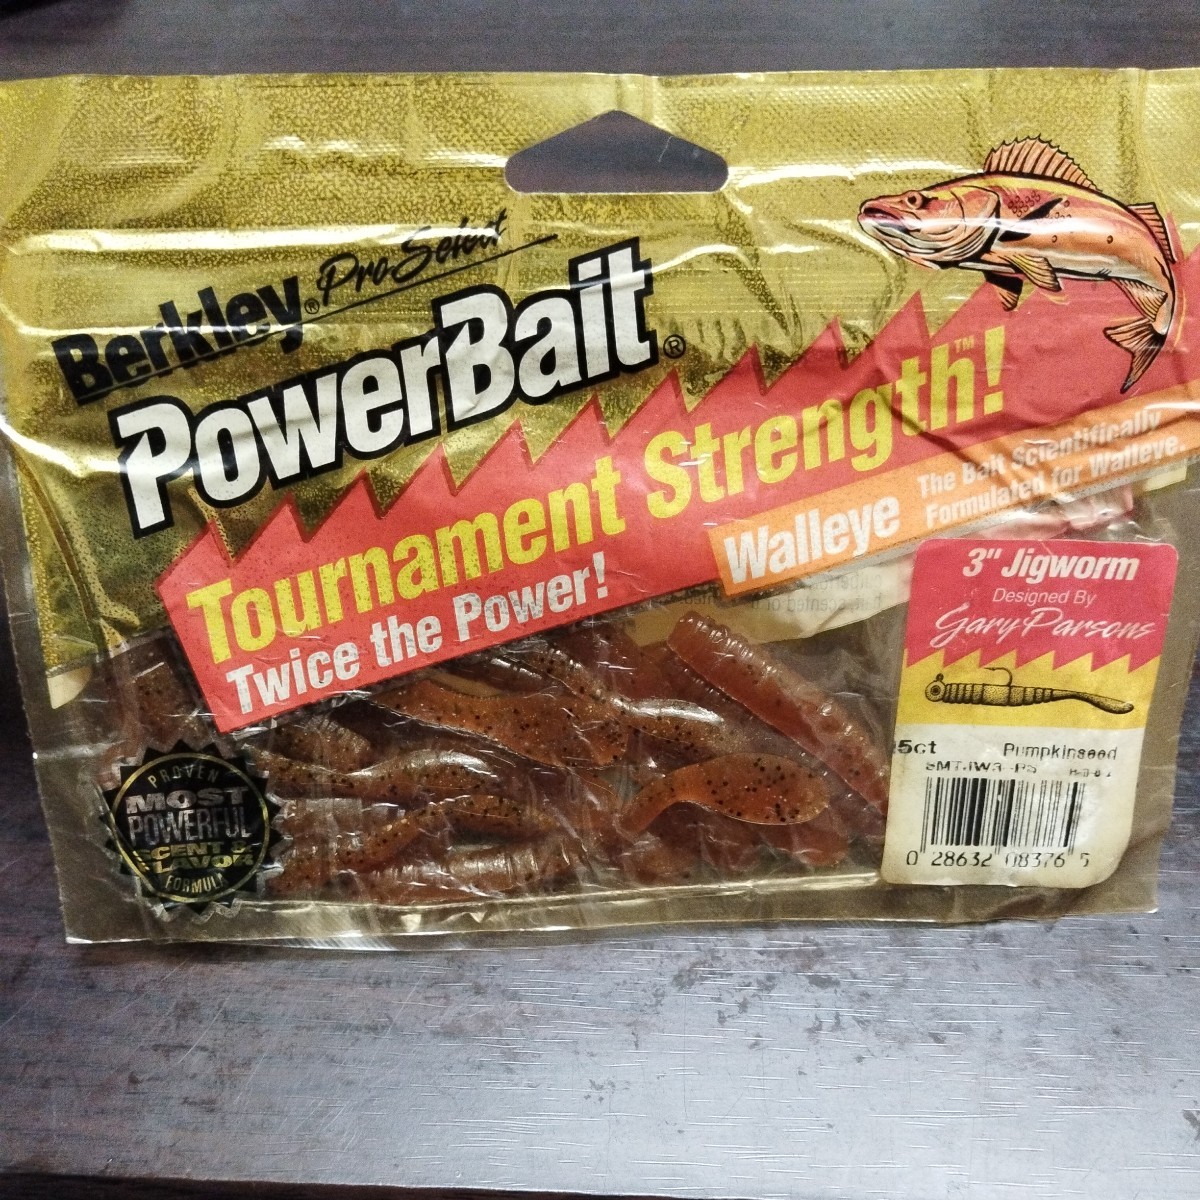 Berkley® ProSelect
PowerBait®
Tournament Strength!™
Twice the Power!
Walleye
The Bait Scientifically
Formulated for Walleye.
3" Jigworm
Designed By
Gary Parsons
5ct Pumpkinseed
0 28632 08376 5
PROVEN
MOST
POWERFUL
SCENT &
FLAVOR
FORMULA